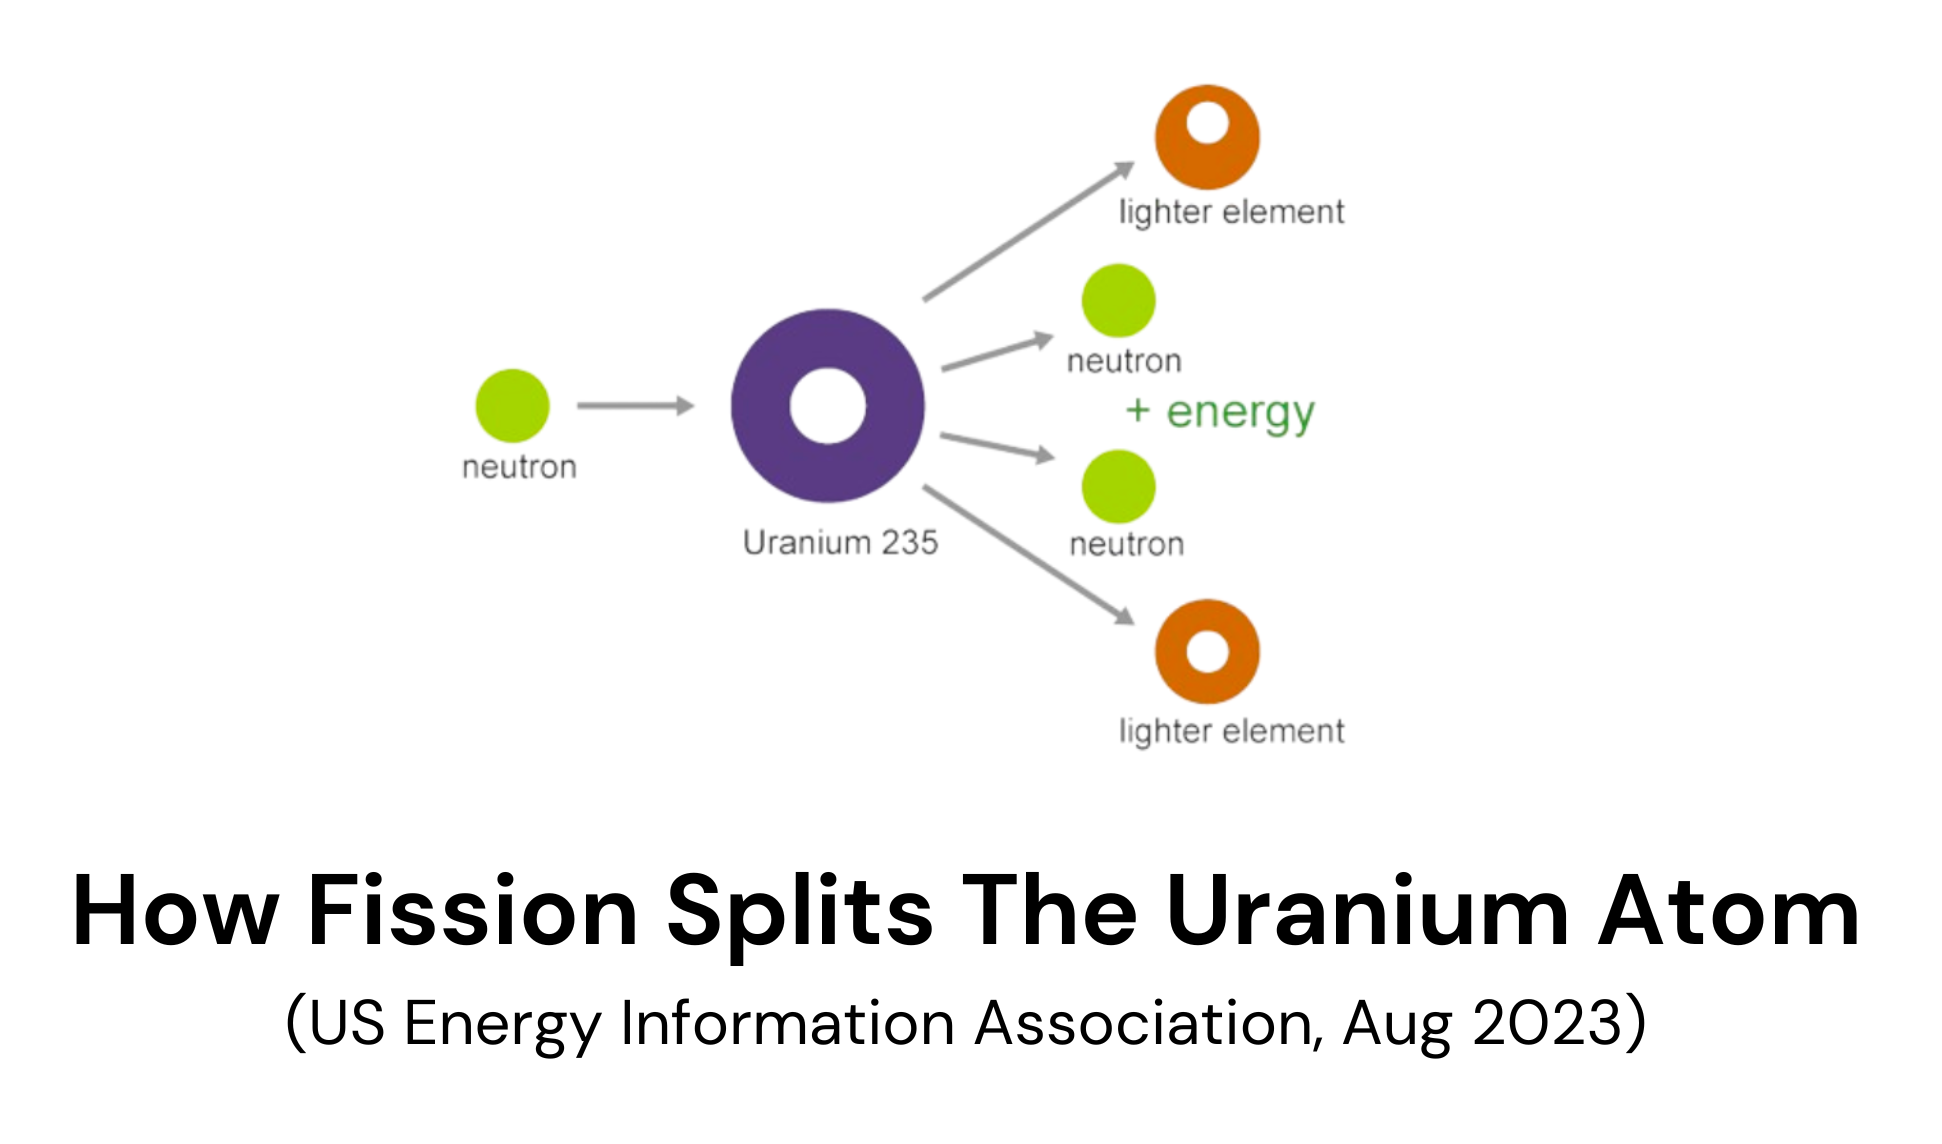 lighter element
neutron
+ energy
neutron
Uranium 235
neutron
neutron
lighter element
How Fission Splits The Uranium Atom
(US Energy Information Association, Aug 2023)